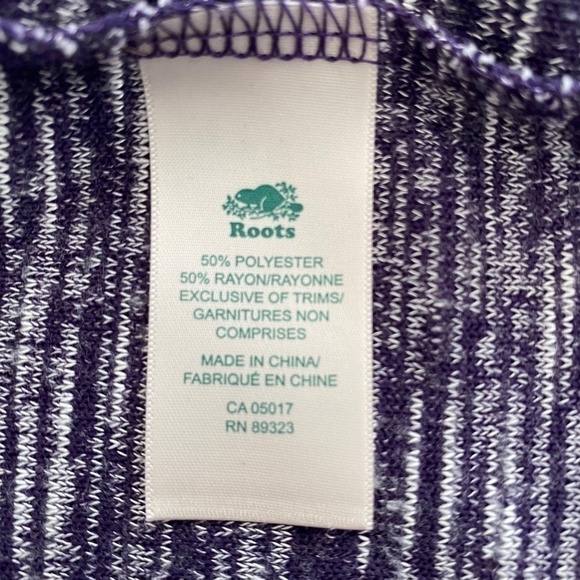 Roots
50% POLYESTER
50% RAYON/RAYONNE
EXCLUSIVE OF TRIMS/
GARNITURES NON
COMPRISES
MADE IN CHINA/
FABRIQUÉ EN CHINE
CA 05017
RN 89323